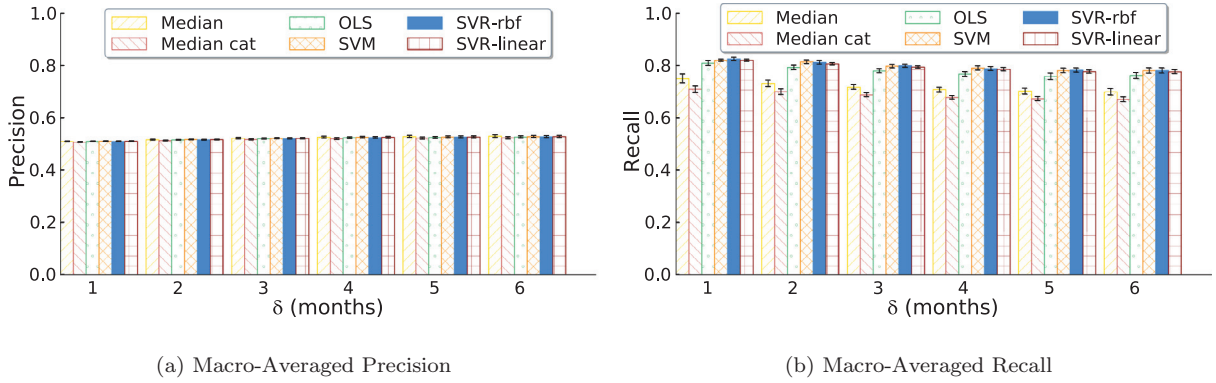 Median OLS SVR-rbf
Median cat SVM SVR-linear
Precision
1.0
0.8
0.6
0.4
0.2
0.0
1 2 3 4 5 6
δ (months)
(a) Macro-Averaged Precision
Median OLS SVR-rbf
Median cat SVM SVR-linear
Recall
1.0
0.8
0.6
0.4
0.2
0.0
1 2 3 4 5 6
δ (months)
(b) Macro-Averaged Recall